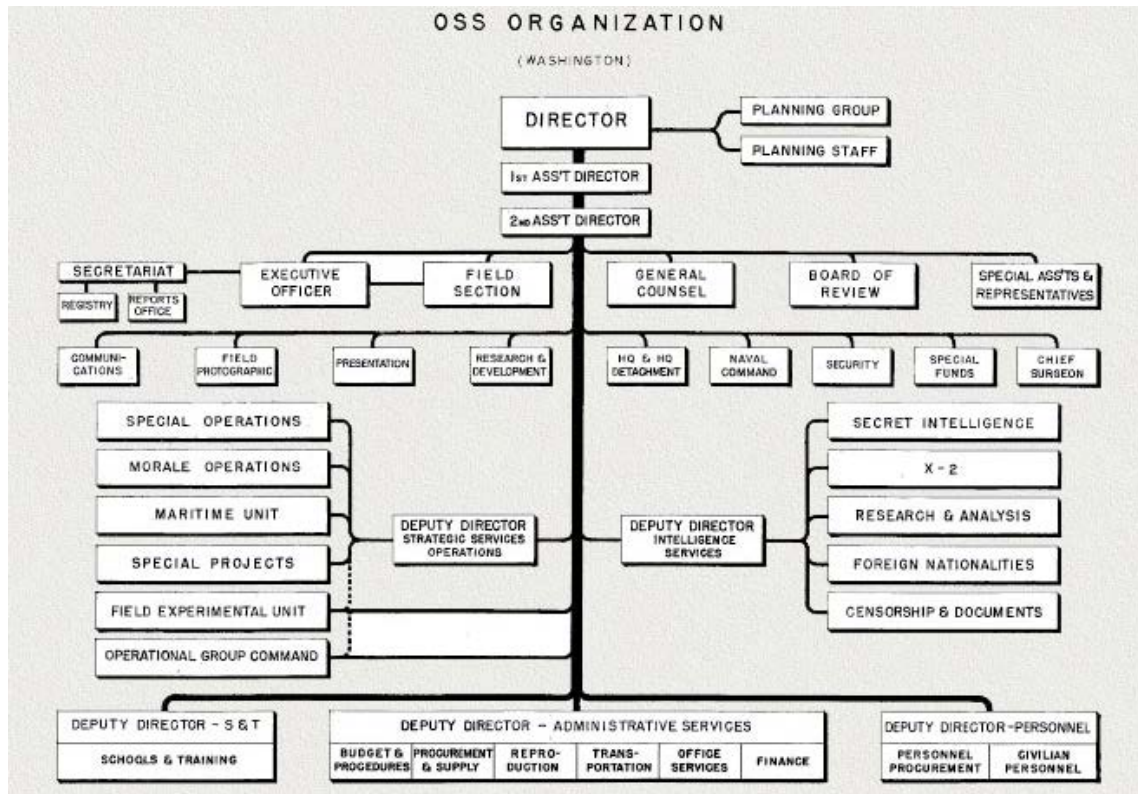 OSS ORGANIZATION
(WASHINGTON)
DIRECTOR
PLANNING GROUP
PLANNING STAFF
1ST ASS'T DIRECTOR
2ND ASS'T DIRECTOR
SECRETARIAT
REGISTRY
REPORTS
OFFICE
EXECUTIVE
OFFICER
FIELD
SECTION
GENERAL
COUNSEL
BOARD OF
REVIEW
SPECIAL ASS'TS &
REPRESENTATIVES
COMMUNI-
CATIONS
FIELD
PHOTOGRAPHIC
PRESENTATION
RESEARCH &
DEVELOPMENT
HQ & HQ
DETACHMENT
NAVAL
COMMAND
SECURITY
SPECIAL
FUNDS
CHIEF
SURGEON
SPECIAL OPERATIONS
MORALE OPERATIONS
MARITIME UNIT
SPECIAL PROJECTS
FIELD EXPERIMENTAL UNIT
OPERATIONAL GROUP COMMAND
DEPUTY DIRECTOR
STRATEGIC SERVICES
OPERATIONS
DEPUTY DIRECTOR
INTELLIGENCE
SERVICES
SECRET INTELLIGENCE
X-2
RESEARCH & ANALYSIS
FOREIGN NATIONALITIES
CENSORSHIP & DOCUMENTS
DEPUTY DIRECTOR - S & T
SCHOOLS & TRAINING
DEPUTY DIRECTOR - ADMINISTRATIVE SERVICES
BUDGET &
PROCEDURES
PROCUREMENT
& SUPPLY
REPRO-
DUCTION
TRANS-
PORTATION
OFFICE
SERVICES
FINANCE
DEPUTY DIRECTOR-PERSONNEL
PERSONNEL
PROCUREMENT
CIVILIAN
PERSONNEL